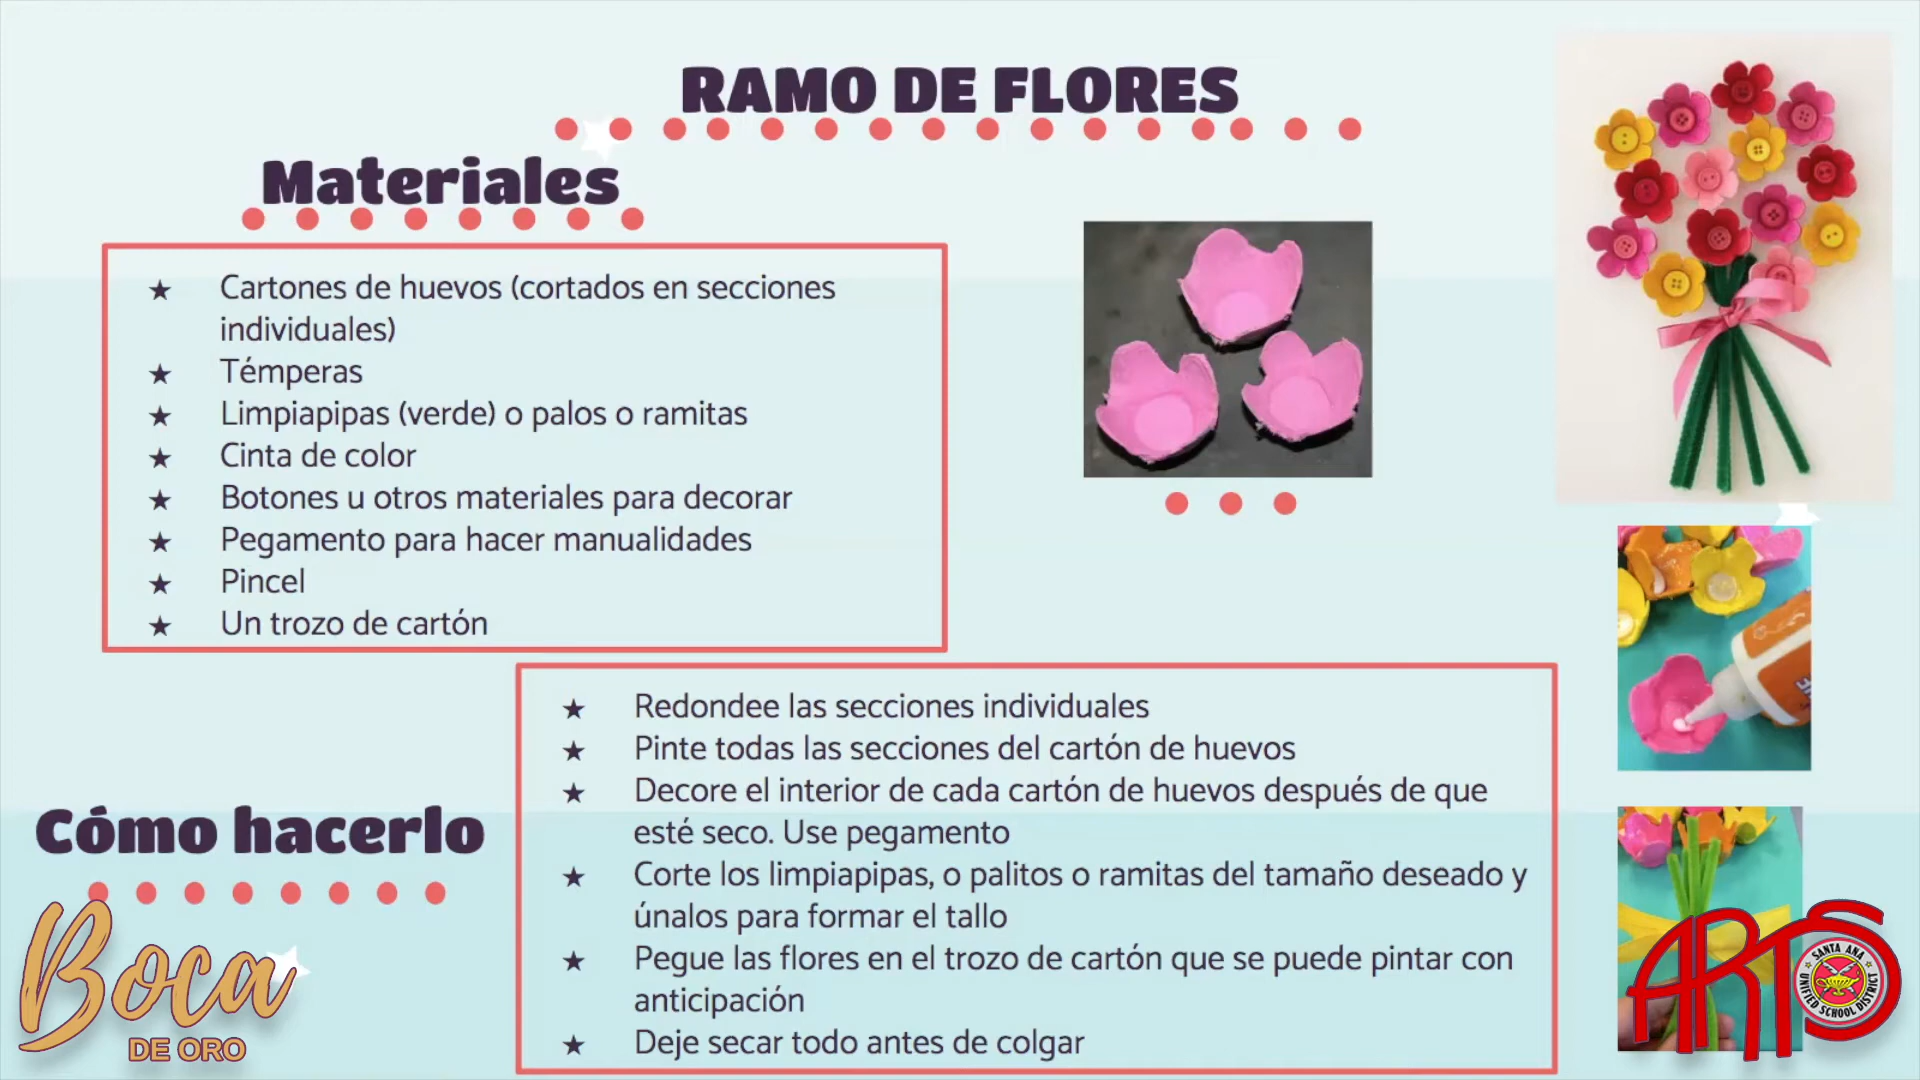 RAMO DE FLORES
Materiales
★ Cartones de huevos (cortados en secciones
individuales)
★ Témperas
★ Limpiapipas (verde) o palos o ramitas
★ Cinta de color
★ Botones u otros materiales para decorar
★ Pegamento para hacer manualidades
★ Pincel
★ Un trozo de cartón
Cómo hacerlo
★ Redondee las secciones individuales
★ Pinte todas las secciones del cartón de huevos
★ Decore el interior de cada cartón de huevos después de que
esté seco. Use pegamento
★ Corte los limpiapipas, o palitos o ramitas del tamaño deseado y
únalos para formar el tallo
★ Pegue las flores en el trozo de cartón que se puede pintar con
anticipación
★ Deje secar todo antes de colgar
Boca
DE ORO
ARTS
SANTA ANA
UNIFIED SCHOOL DISTRICT